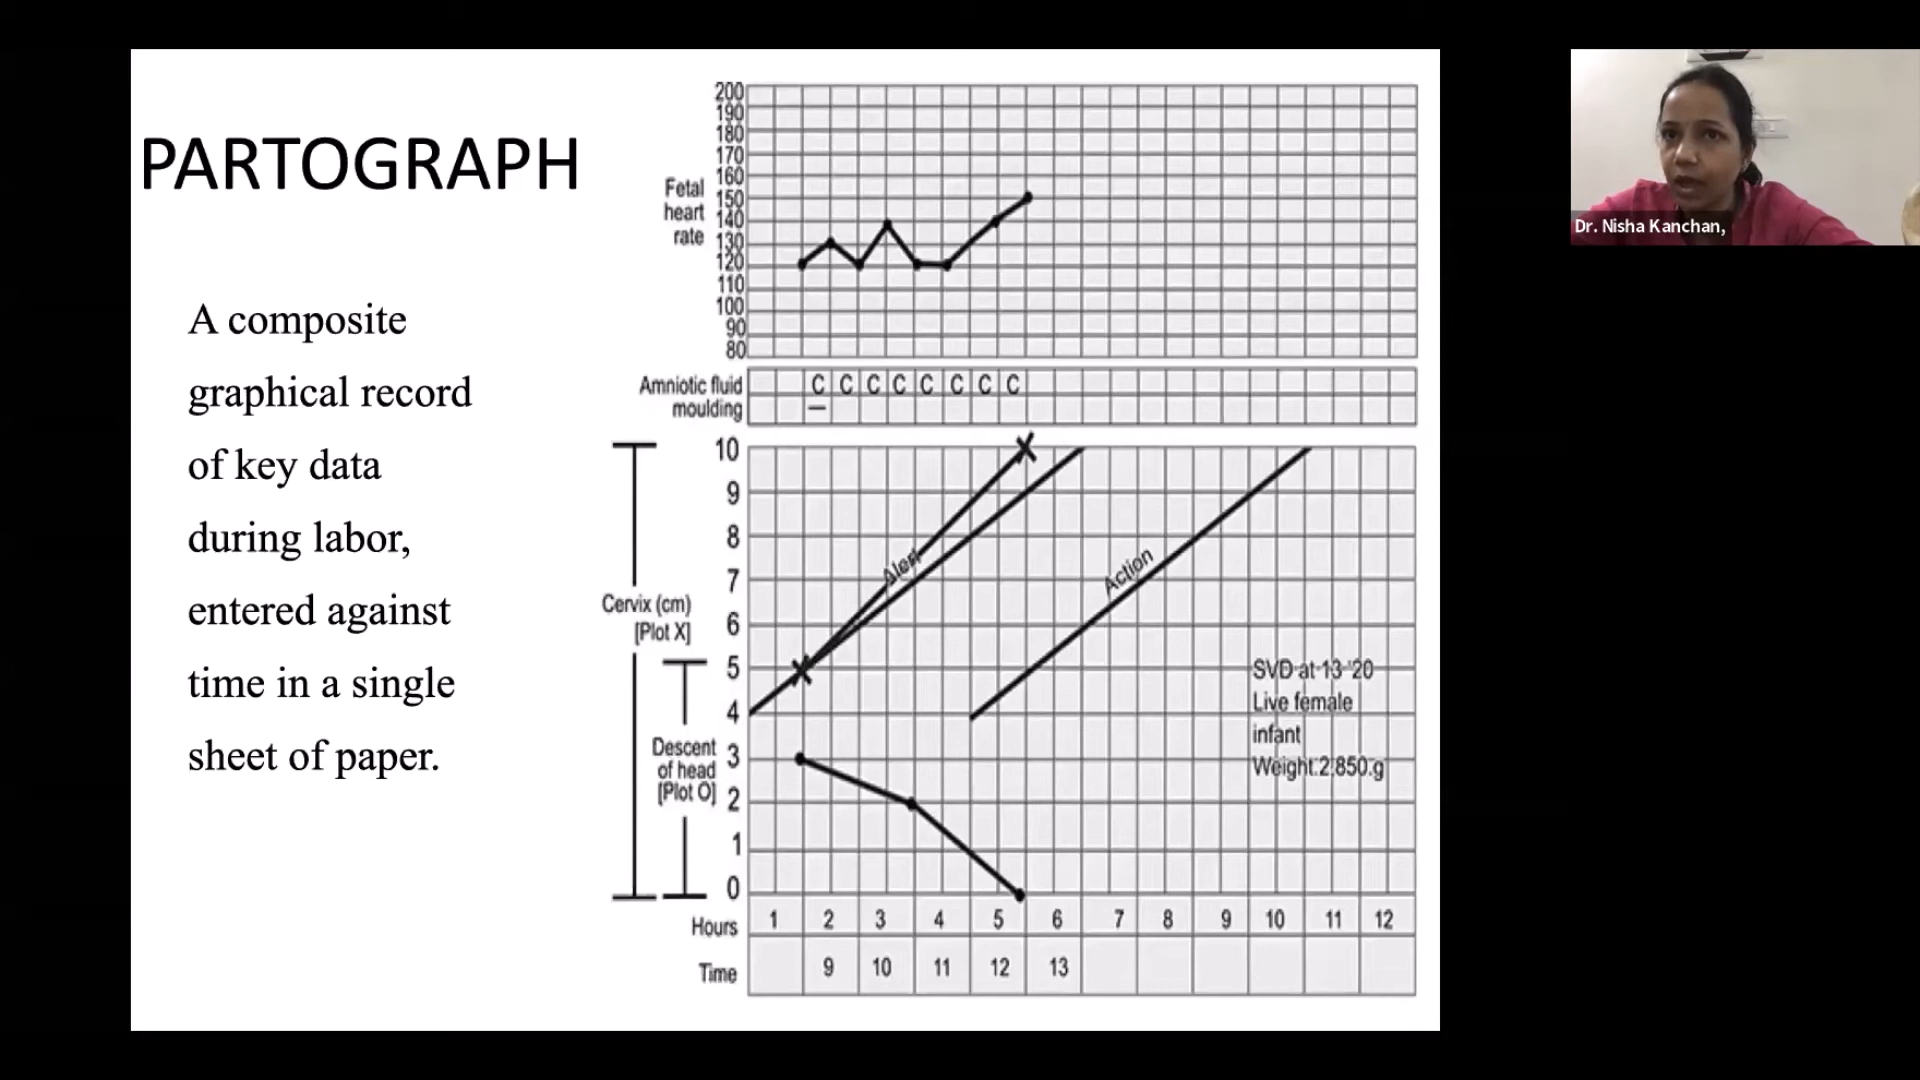 PARTOGRAPH
A composite
graphical record
of key data
during labor,
entered against
time in a single
sheet of paper.
200
190
180
170
160
150
140
130
120
110
100
90
80
Fetal
heart
rate
Amniotic fluid
C C C C C C C C
moulding
–
10
9
8
7
6
5
4
3
2
1
0
Alert
Action
Cervix (cm)
[Plot X]
Descent
of head
[Plot O]
SVD at 13 '20
Live female
infant
Weight.2,850.g
Hours 1 2 3 4 5 6 7 8 9 10 11 12
Time 9 10 11 12 13
Dr. Nisha Kanchan,